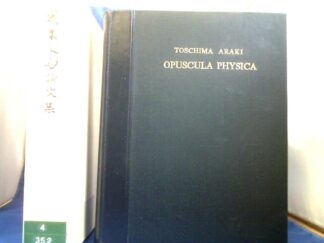 TOSCHIMA ARAKI
OPUSCULA PHYSICA
4
352